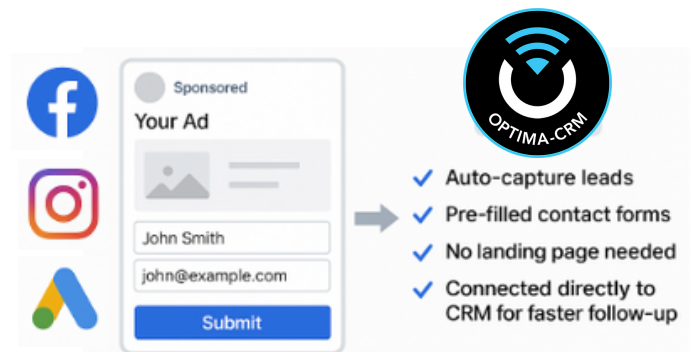 Sponsored
Your Ad
John Smith
john@example.com
Submit
OPTIMA-CRM
Auto-capture leads
Pre-filled contact forms
No landing page needed
Connected directly to
CRM for faster follow-up